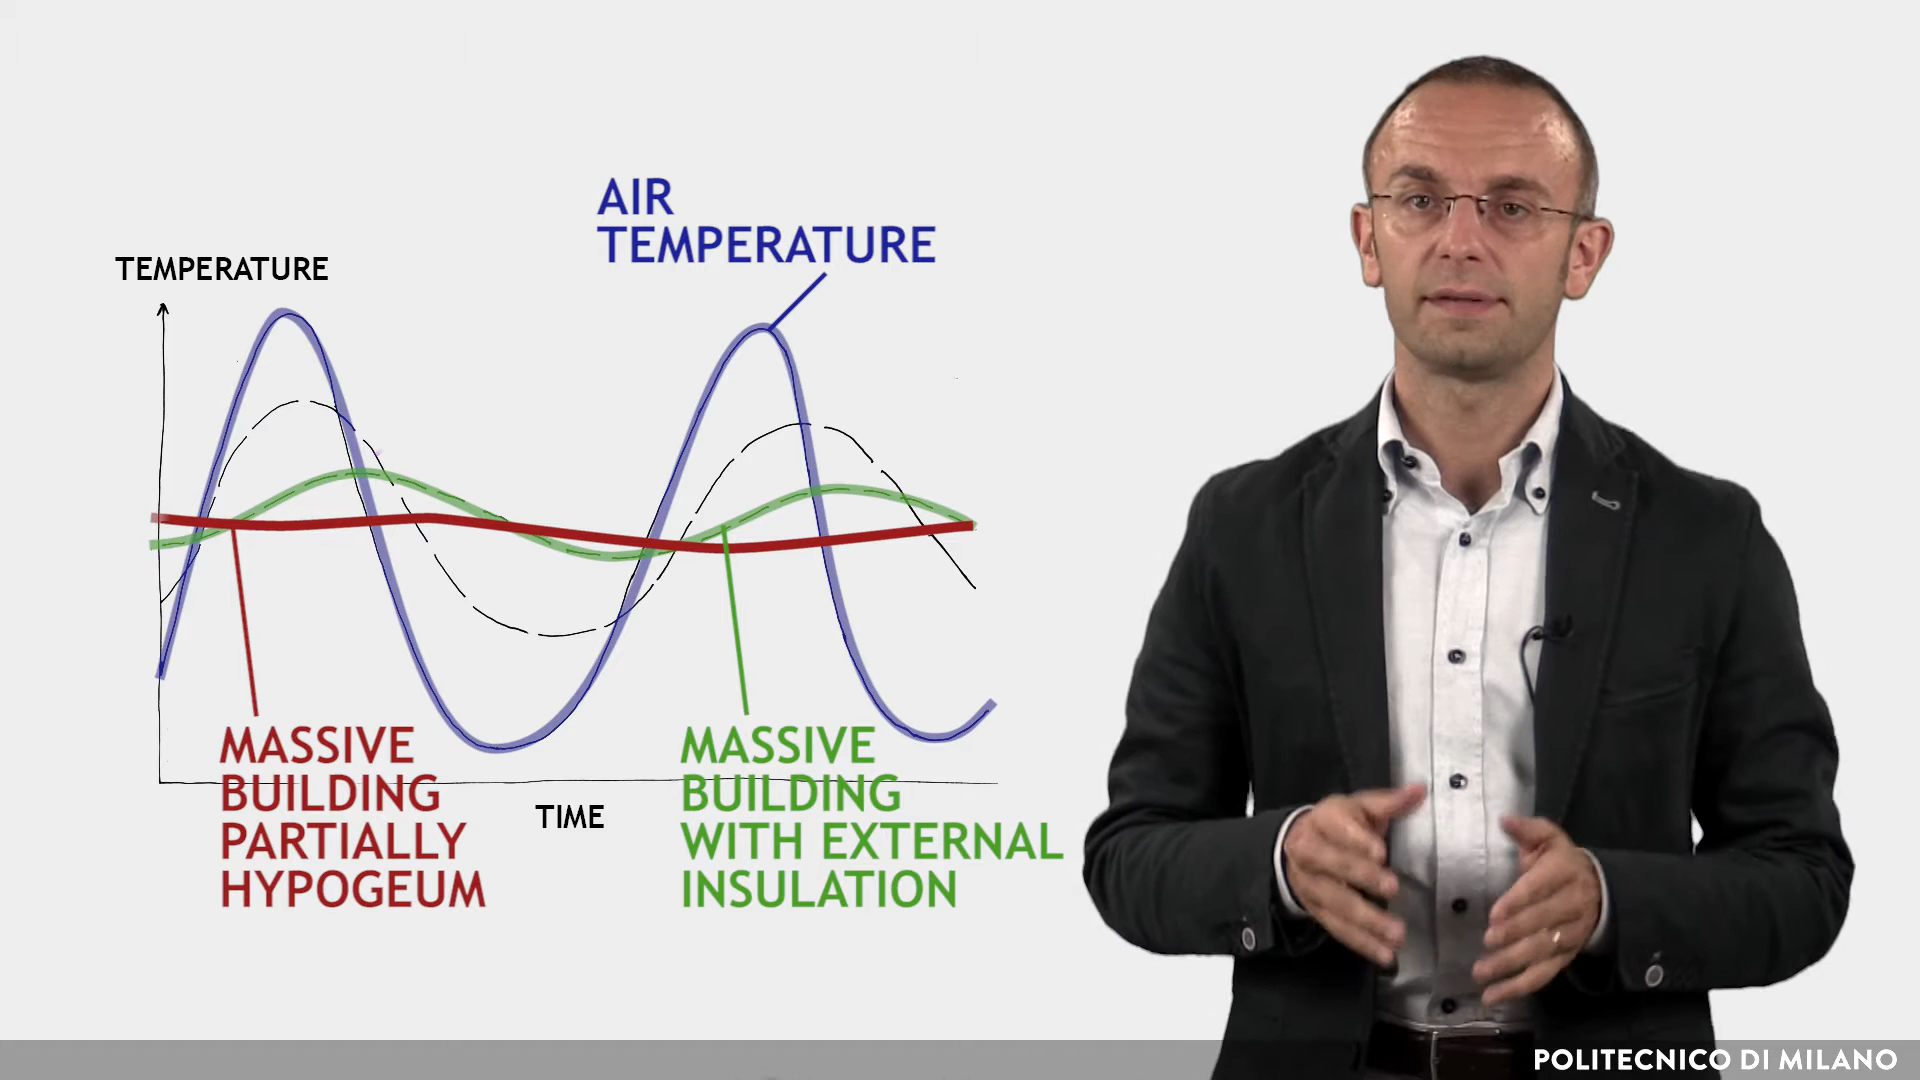 AIR
TEMPERATURE
TEMPERATURE
MASSIVE
BUILDING
PARTIALLY
HYPOGEUM
TIME
MASSIVE
BUILDING
WITH EXTERNAL
INSULATION
POLITECNICO DI MILANO